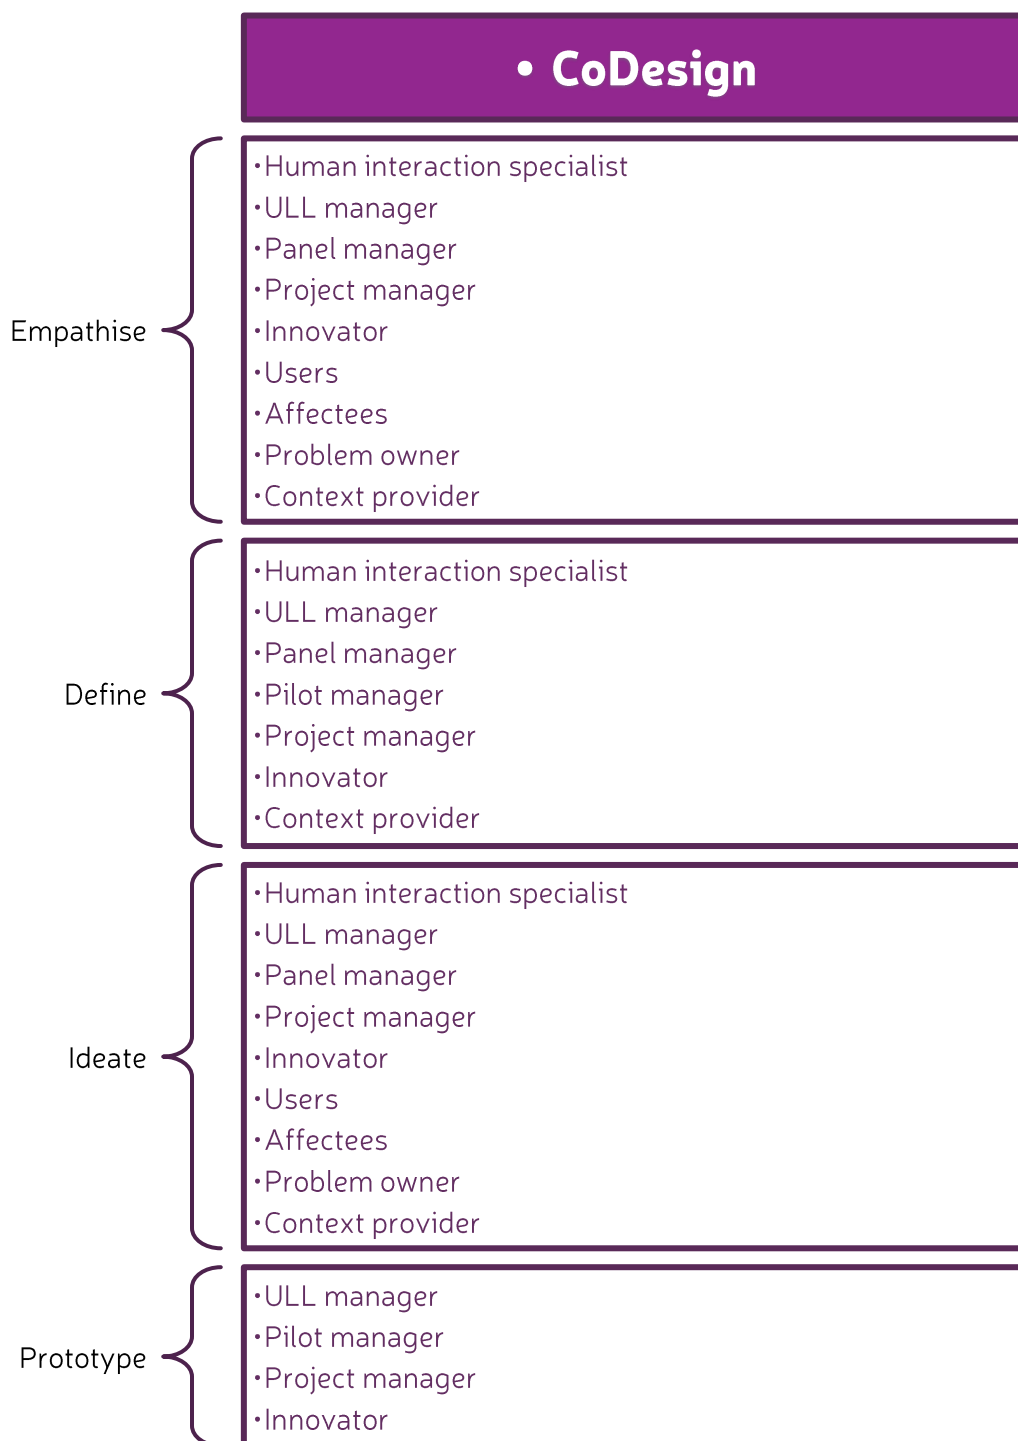 • CoDesign
Empathise
•Human interaction specialist
•ULL manager
•Panel manager
•Project manager
•Innovator
•Users
•Affectees
•Problem owner
•Context provider
Define
•Human interaction specialist
•ULL manager
•Panel manager
•Pilot manager
•Project manager
•Innovator
•Context provider
Ideate
•Human interaction specialist
•ULL manager
•Panel manager
•Project manager
•Innovator
•Users
•Affectees
•Problem owner
•Context provider
Prototype
•ULL manager
•Pilot manager
•Project manager
•Innovator